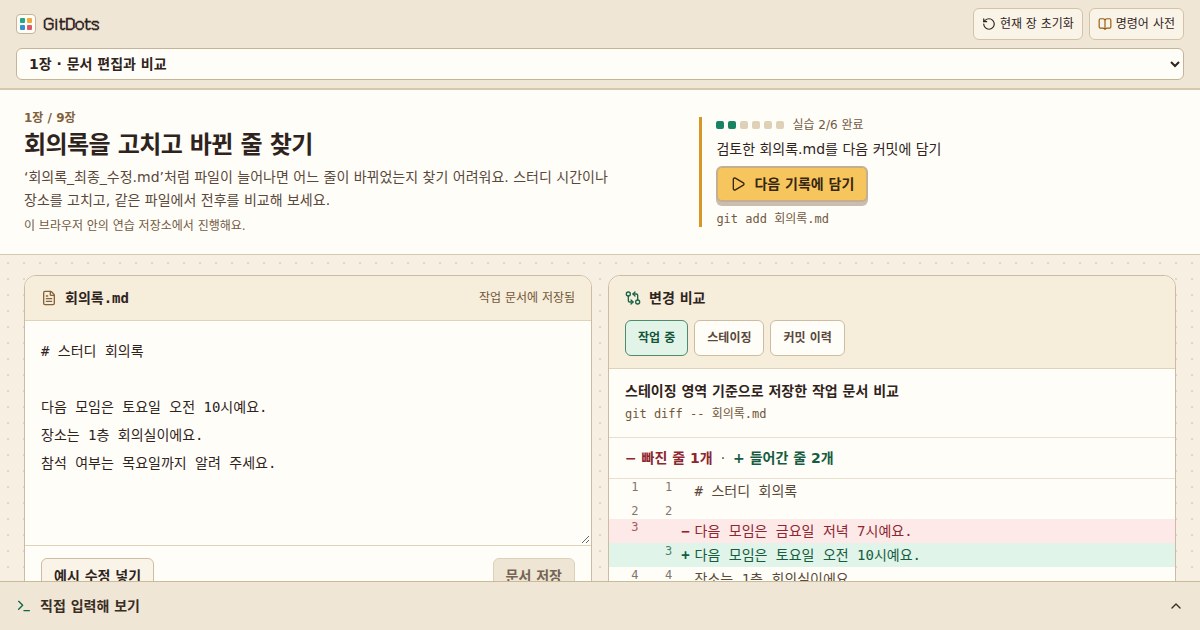 GitDots
현재 장 초기화
명령어 사전
1장 · 문서 편집과 비교
1장 / 9장
회의록을 고치고 바뀐 줄 찾기
‘회의록_최종_수정.md’처럼 파일이 늘어나면 어느 줄이 바뀌었는지 찾기 어려워요. 스터디 시간이나
장소를 고치고, 같은 파일에서 전후를 비교해 보세요.
이 브라우저 안의 연습 저장소에서 진행해요.
실습 2/6 완료
검토한 회의록.md를 다음 커밋에 담기
다음 기록에 담기
git add 회의록.md
회의록.md
작업 문서에 저장됨
# 스터디 회의록
다음 모임은 토요일 오전 10시예요.
장소는 1층 회의실이에요.
참석 여부는 목요일까지 알려 주세요.
예시 수정 넣기
문서 저장
변경 비교
작업 중
스테이징
커밋 이력
스테이징 영역 기준으로 저장한 작업 문서 비교
git diff -- 회의록.md
− 빠진 줄 1개 · + 들어간 줄 2개
1 1 # 스터디 회의록
2 2
3 − 다음 모임은 금요일 저녁 7시예요.
3 + 다음 모임은 토요일 오전 10시예요.
4 4 장소는 1층 회의실이에요.
직접 입력해 보기